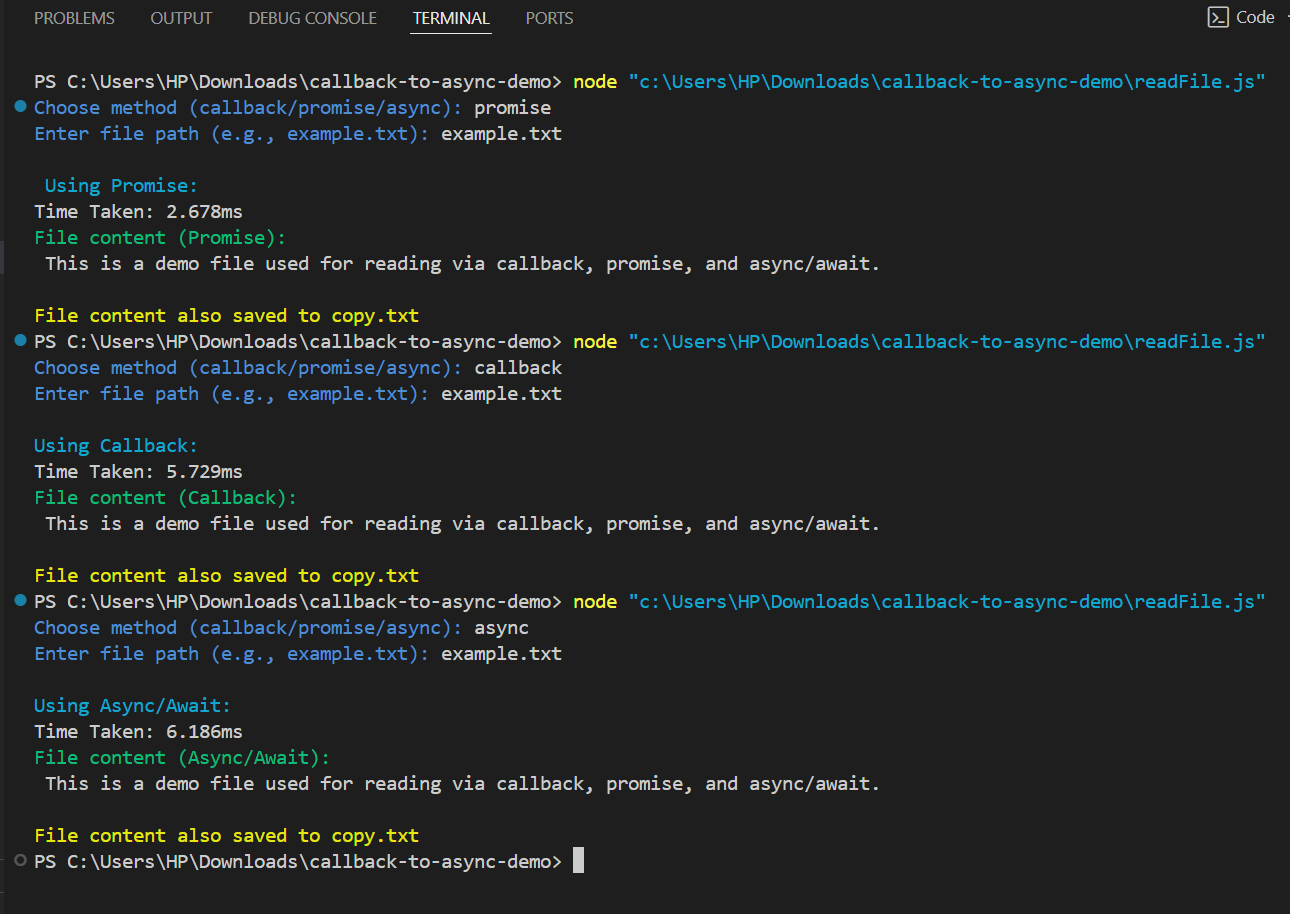 PROBLEMS OUTPUT DEBUG CONSOLE TERMINAL PORTS Code
PS C:\Users\HP\Downloads\callback-to-async-demo> node "c:\Users\HP\Downloads\callback-to-async-demo\readFile.js"
Choose method (callback/promise/async): promise
Enter file path (e.g., example.txt): example.txt
Using Promise:
Time Taken: 2.678ms
File content (Promise):
This is a demo file used for reading via callback, promise, and async/await.
File content also saved to copy.txt
PS C:\Users\HP\Downloads\callback-to-async-demo> node "c:\Users\HP\Downloads\callback-to-async-demo\readFile.js"
Choose method (callback/promise/async): callback
Enter file path (e.g., example.txt): example.txt
Using Callback:
Time Taken: 5.729ms
File content (Callback):
This is a demo file used for reading via callback, promise, and async/await.
File content also saved to copy.txt
PS C:\Users\HP\Downloads\callback-to-async-demo> node "c:\Users\HP\Downloads\callback-to-async-demo\readFile.js"
Choose method (callback/promise/async): async
Enter file path (e.g., example.txt): example.txt
Using Async/Await:
Time Taken: 6.186ms
File content (Async/Await):
This is a demo file used for reading via callback, promise, and async/await.
File content also saved to copy.txt
PS C:\Users\HP\Downloads\callback-to-async-demo>